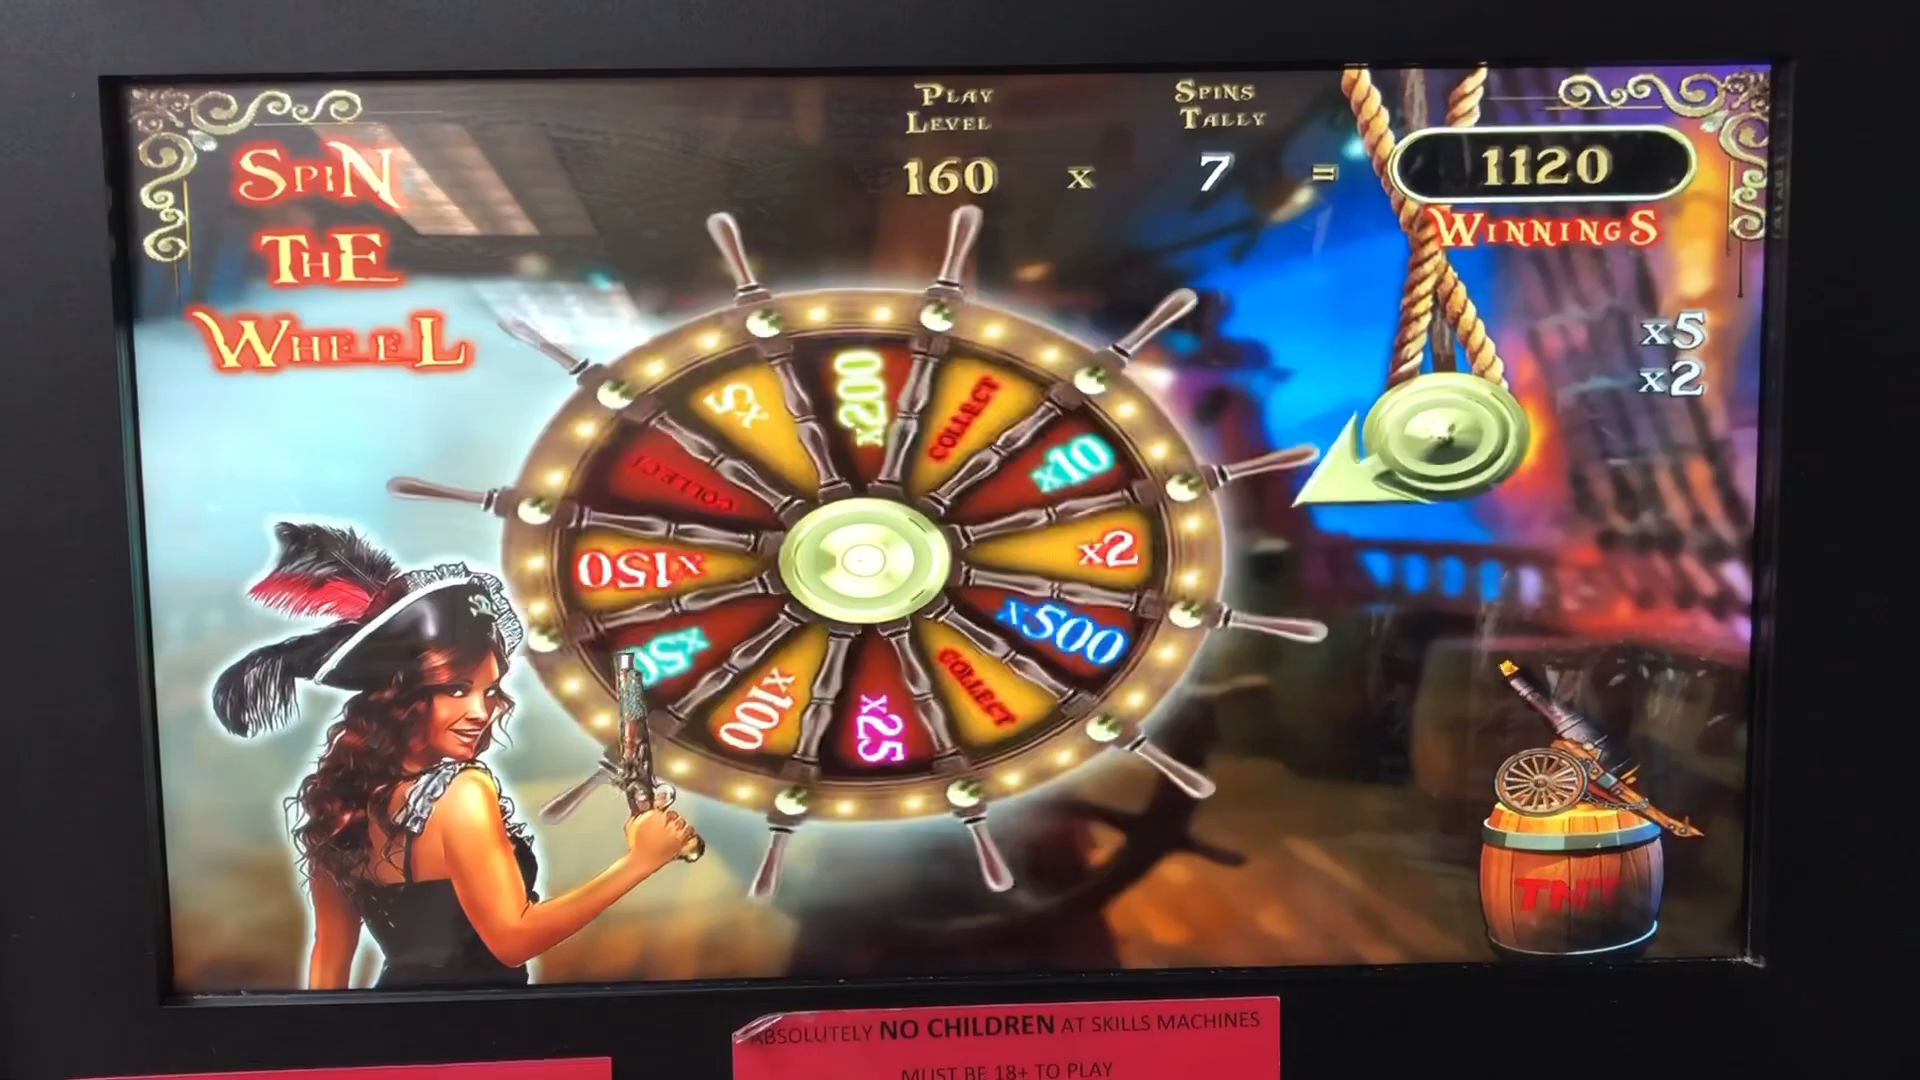 SPIN
THE
WHEEL
PLAY
LEVEL
SPINS
TALLY
160 x 7 = 1120
WINNINGS
x5
x2
x200
COLLECT
x10
x2
x500
COLLECT
x25
x100
x50
x150
COLLECT
x5
TNT
ABSOLUTELY NO CHILDREN AT SKILLS MACHINES
MUST BE 18+ TO PLAY